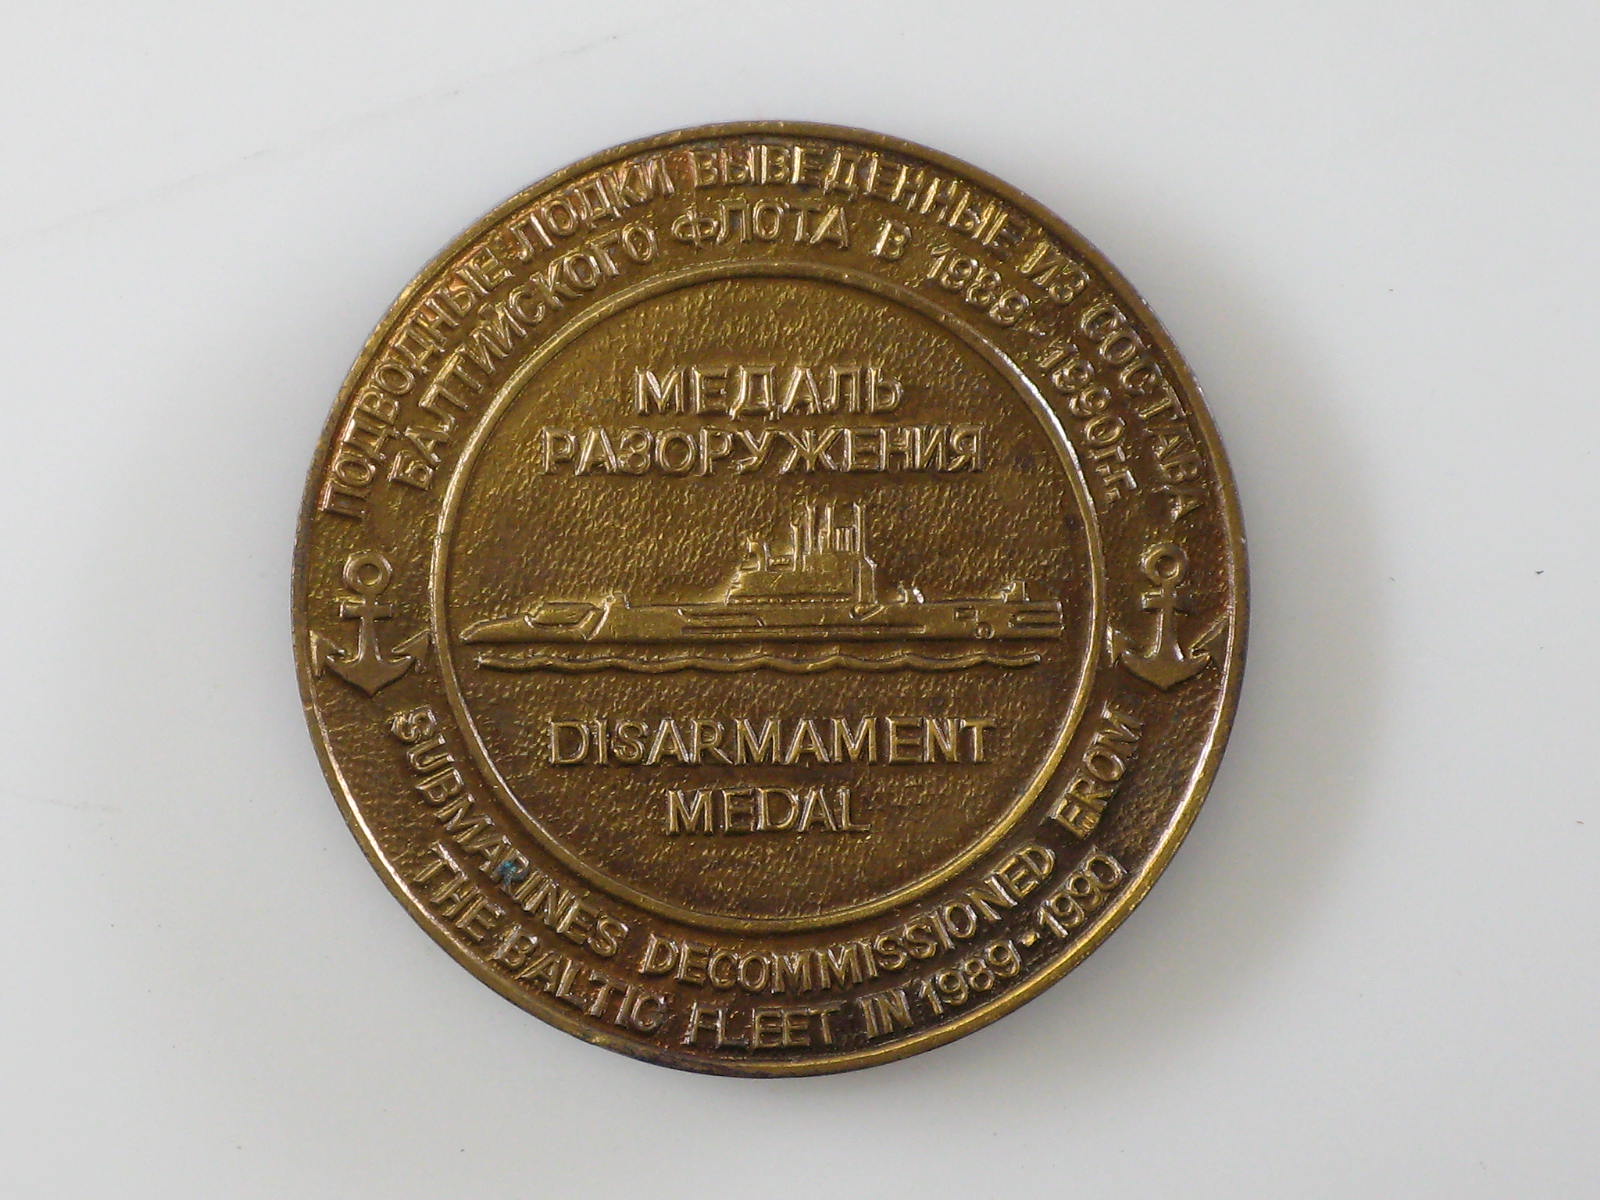 ПОДВОДНЫЕ ЛОДКИ ВЫВЕДЕННЫЕ ИЗ СОСТАВА
БАЛТИЙСКОГО ФЛОТА В 1989-1990г.г.
МЕДАЛЬ
РАЗОРУЖЕНИЯ
DISARMAMENT
MEDAL
SUBMARINES DECOMMISSIONED FROM
THE BALTIC FLEET IN 1989-1990